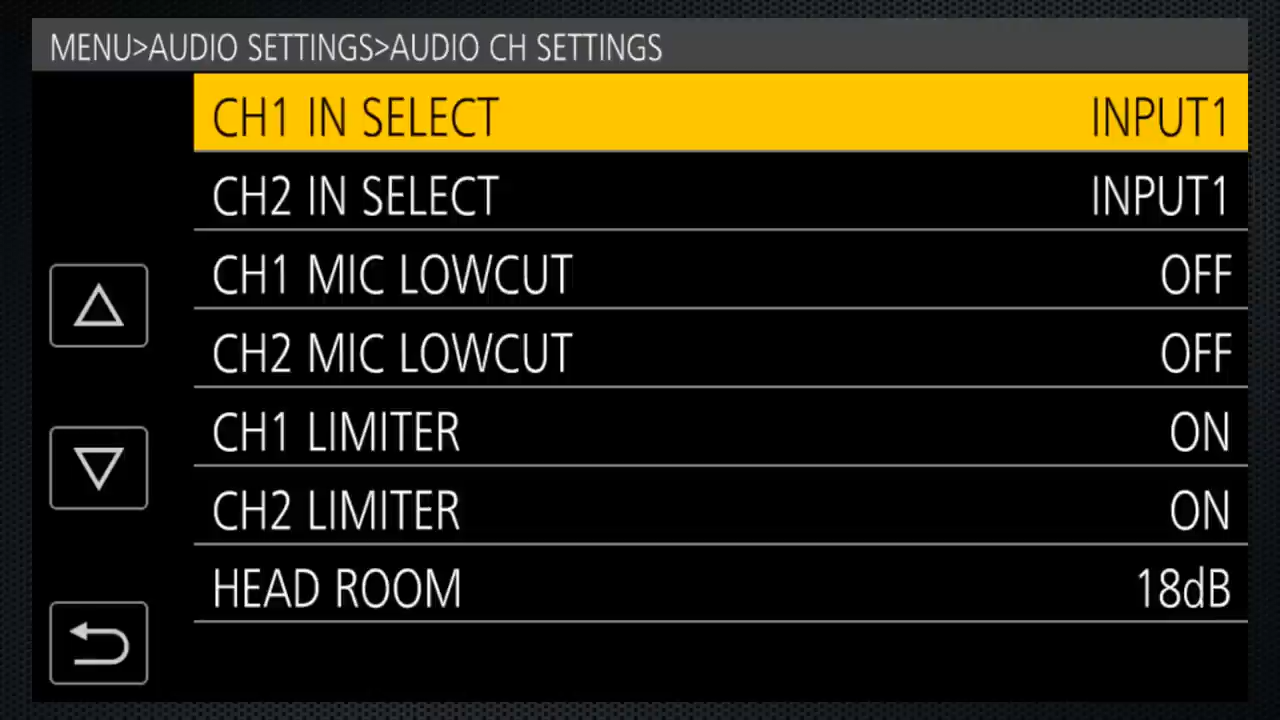 MENU>AUDIO SETTINGS>AUDIO CH SETTINGS
CH1 IN SELECT INPUT1
CH2 IN SELECT INPUT1
CH1 MIC LOWCUT OFF
CH2 MIC LOWCUT OFF
CH1 LIMITER ON
CH2 LIMITER ON
HEAD ROOM 18dB